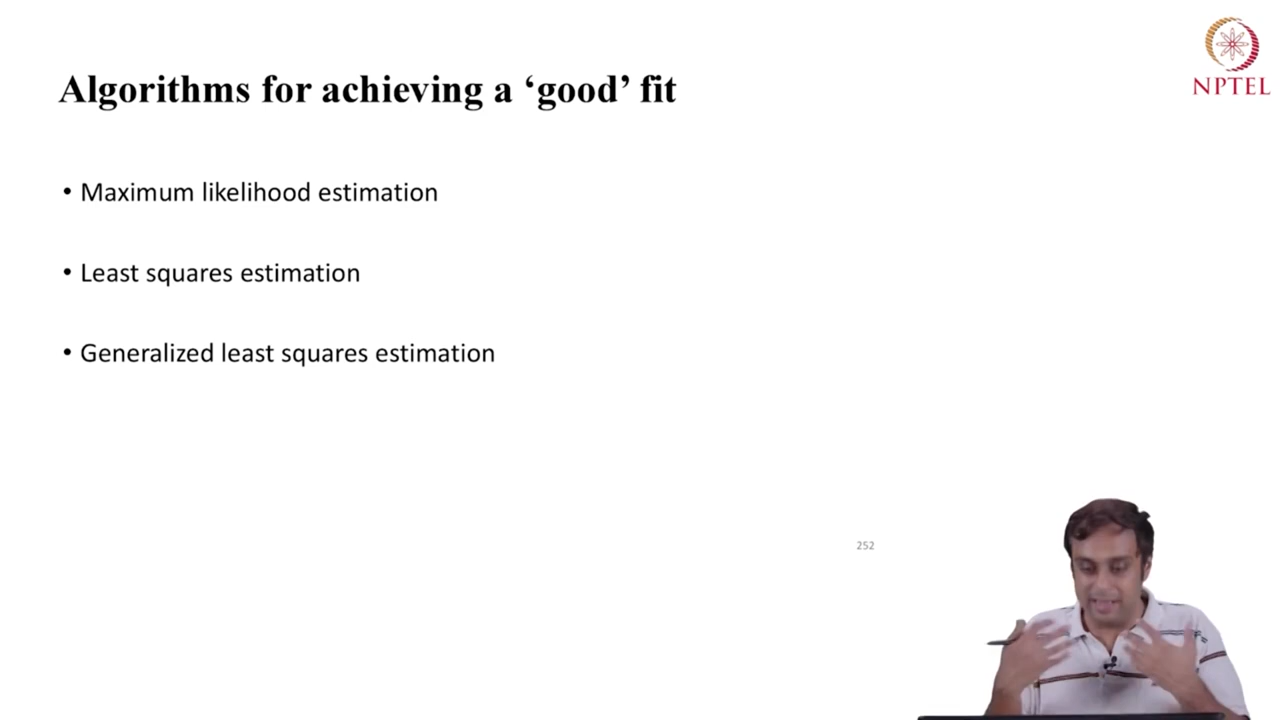 NPTEL
Algorithms for achieving a ‘good’ fit
• Maximum likelihood estimation
• Least squares estimation
• Generalized least squares estimation
252